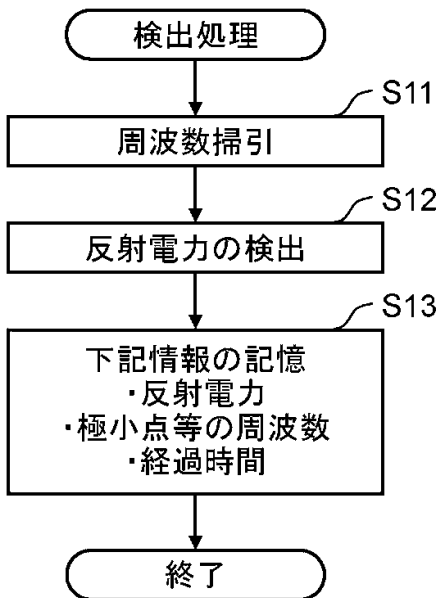 検出処理
S11
周波数掃引
S12
反射電力の検出
S13
下記情報の記憶
・反射電力
・極小点等の周波数
・経過時間
終了